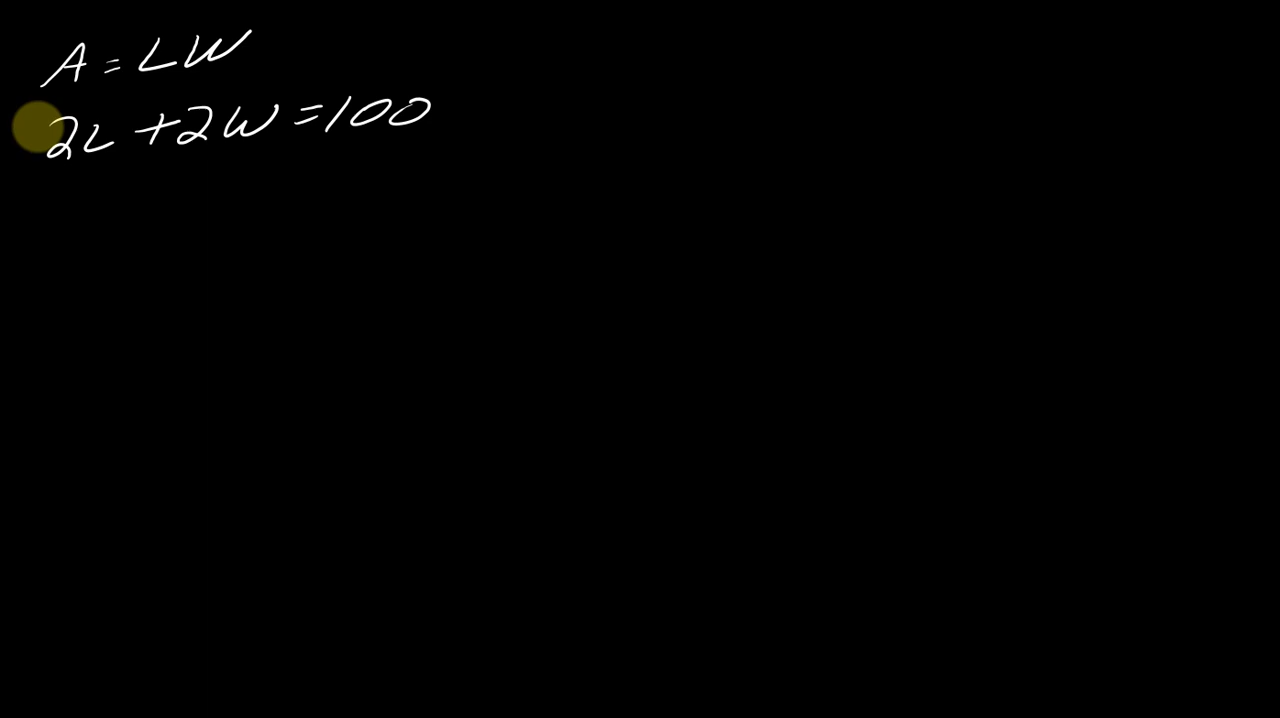 A = LW
2L + 2W = 100